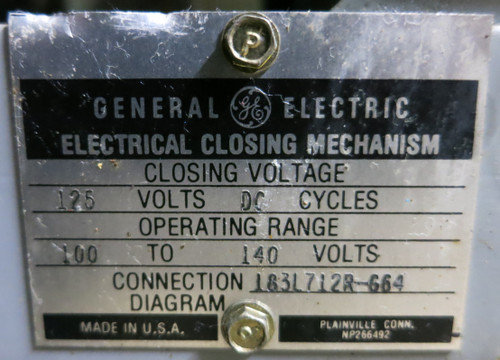 P
GENERAL GE ELECTRIC
ELECTRICAL CLOSING MECHANISM
CLOSING VOLTAGE
125 VOLTS DC CYCLES
OPERATING RANGE
100 TO 140 VOLTS
CONNECTION 183L712R-G64
DIAGRAM
MADE IN U.S.A.
PLAINVILLE CONN.
NP266492